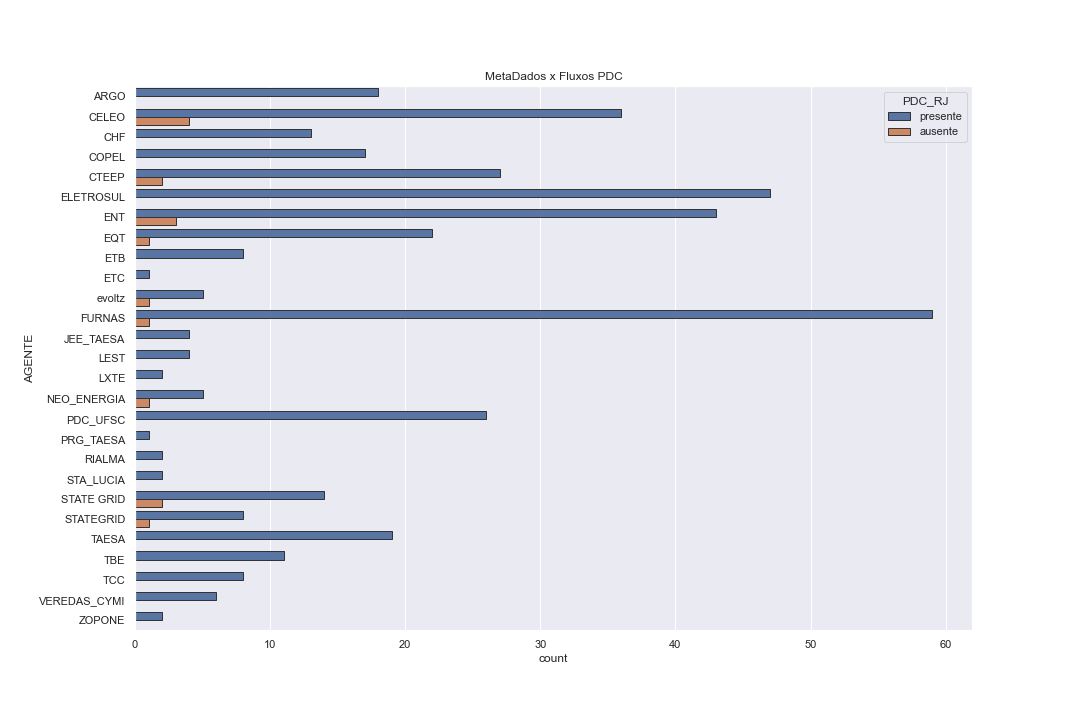 MetaDados x Fluxos PDC
PDC_RJ
presente
ausente
AGENTE
ARGO
CELEO
CHF
COPEL
CTEEP
ELETROSUL
ENT
EQT
ETB
ETC
evoltz
FURNAS
JEE_TAESA
LEST
LXTE
NEO_ENERGIA
PDC_UFSC
PRG_TAESA
RIALMA
STA_LUCIA
STATE GRID
STATEGRID
TAESA
TBE
TCC
VEREDAS_CYMI
ZOPONE
0 10 20 30 40 50 60
count